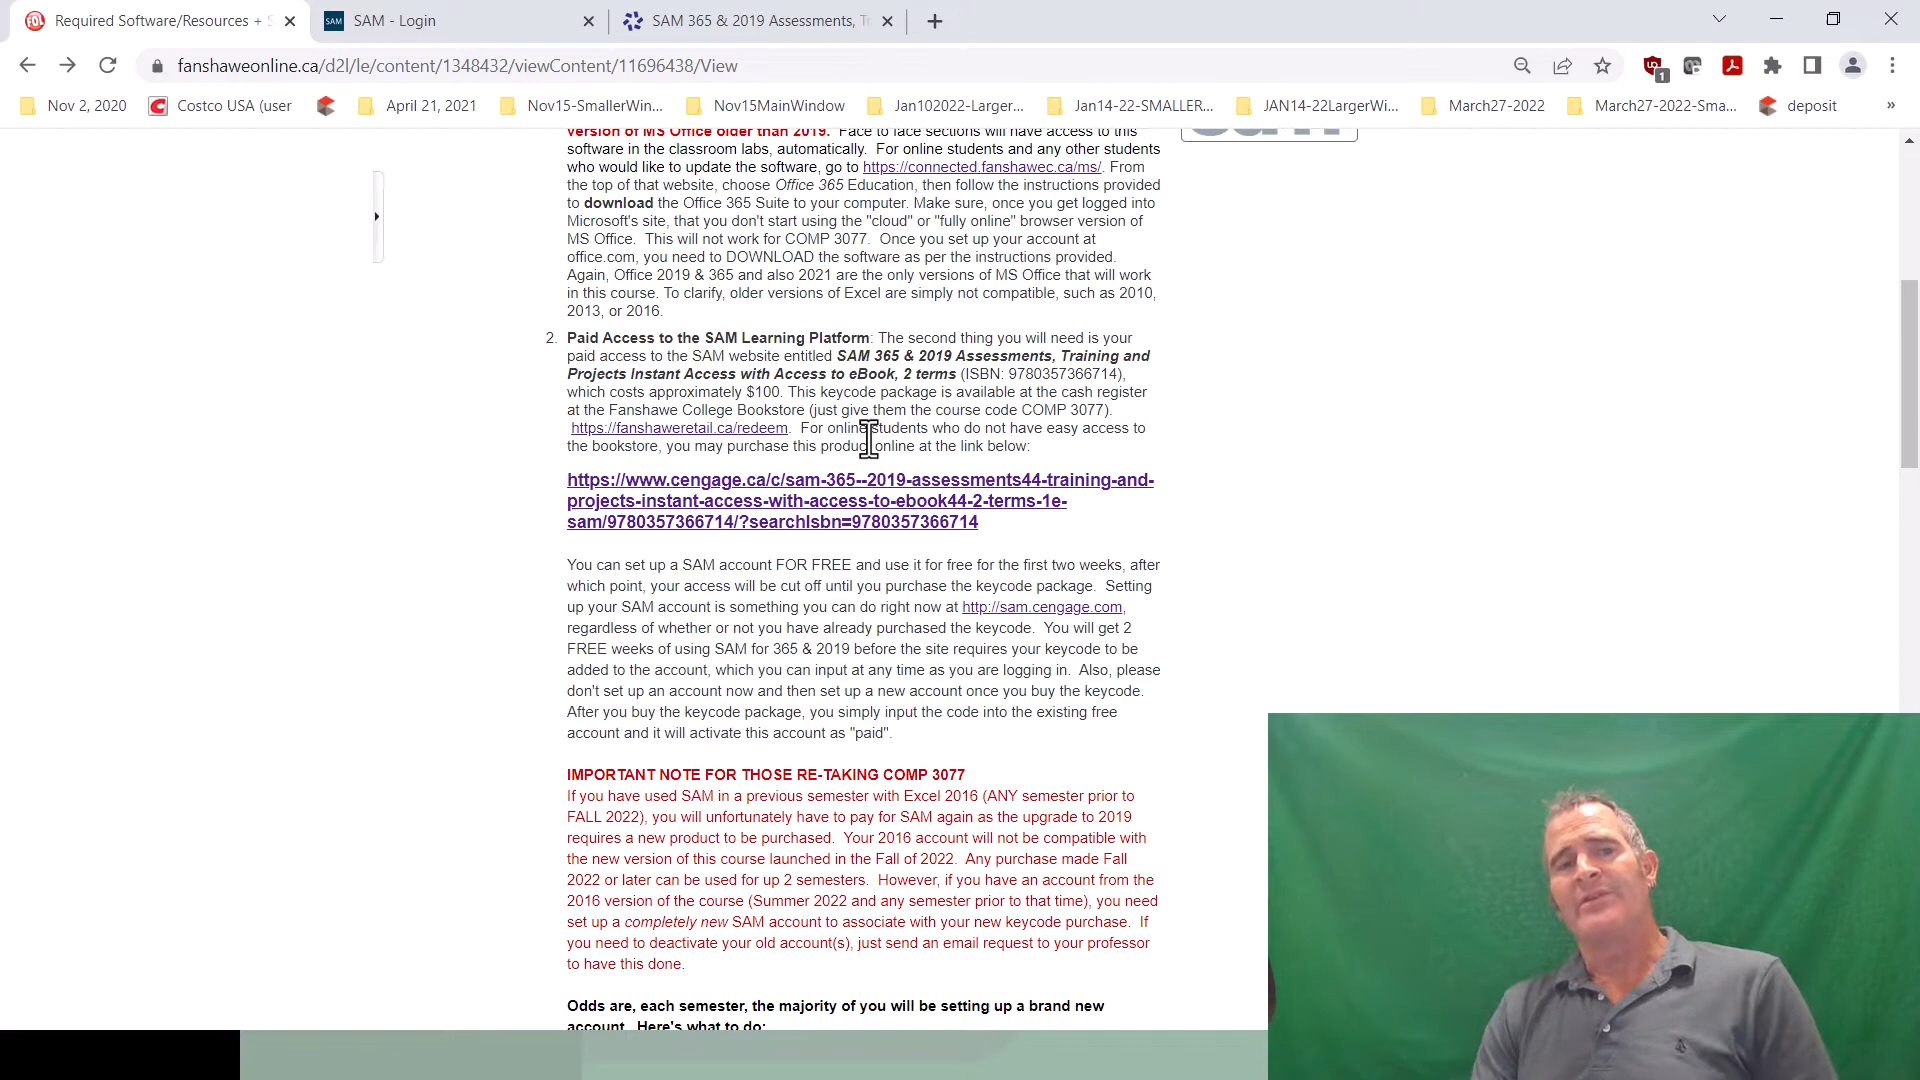 Required Software/Resources + S
SAM - Login
SAM 365 & 2019 Assessments, Tr
fanshaweonline.ca/d2l/le/content/1348432/viewContent/11696438/View
Nov 2, 2020
Costco USA (user
April 21, 2021
Nov15-SmallerWin...
Nov15MainWindow
Jan102022-Larger...
Jan14-22-SMALLER...
JAN14-22LargerWi...
March27-2022
March27-2022-Sma...
deposit
»
version of MS Office older than 2019. Face to face sections will have access to this
software in the classroom labs, automatically. For online students and any other students
who would like to update the software, go to https://connected.fanshawec.ca/ms/. From
the top of that website, choose Office 365 Education, then follow the instructions provided
to download the Office 365 Suite to your computer. Make sure, once you get logged into
Microsoft's site, that you don't start using the "cloud" or "fully online" browser version of
MS Office. This will not work for COMP 3077. Once you set up your account at
office.com, you need to DOWNLOAD the software as per the instructions provided.
Again, Office 2019 & 365 and also 2021 are the only versions of MS Office that will work
in this course. To clarify, older versions of Excel are simply not compatible, such as 2010,
2013, or 2016.
2. Paid Access to the SAM Learning Platform: The second thing you will need is your
paid access to the SAM website entitled SAM 365 & 2019 Assessments, Training and
Projects Instant Access with Access to eBook, 2 terms (ISBN: 9780357366714),
which costs approximately $100. This keycode package is available at the cash register
at the Fanshawe College Bookstore (just give them the course code COMP 3077).
https://fanshaweretail.ca/redeem. For online students who do not have easy access to
the bookstore, you may purchase this product online at the link below:
https://www.cengage.ca/c/sam-365--2019-assessments44-training-and-
projects-instant-access-with-access-to-ebook44-2-terms-1e-
sam/9780357366714/?searchIsbn=9780357366714
You can set up a SAM account FOR FREE and use it for free for the first two weeks, after
which point, your access will be cut off until you purchase the keycode package. Setting
up your SAM account is something you can do right now at http://sam.cengage.com,
regardless of whether or not you have already purchased the keycode. You will get 2
FREE weeks of using SAM for 365 & 2019 before the site requires your keycode to be
added to the account, which you can input at any time as you are logging in. Also, please
don't set up an account now and then set up a new account once you buy the keycode.
After you buy the keycode package, you simply input the code into the existing free
account and it will activate this account as "paid".
IMPORTANT NOTE FOR THOSE RE-TAKING COMP 3077
If you have used SAM in a previous semester with Excel 2016 (ANY semester prior to
FALL 2022), you will unfortunately have to pay for SAM again as the upgrade to 2019
requires a new product to be purchased. Your 2016 account will not be compatible with
the new version of this course launched in the Fall of 2022. Any purchase made Fall
2022 or later can be used for up 2 semesters. However, if you have an account from the
2016 version of the course (Summer 2022 and any semester prior to that time), you need
set up a completely new SAM account to associate with your new keycode purchase. If
you need to deactivate your old account(s), just send an email request to your professor
to have this done.
Odds are, each semester, the majority of you will be setting up a brand new
account. Here's what to do: